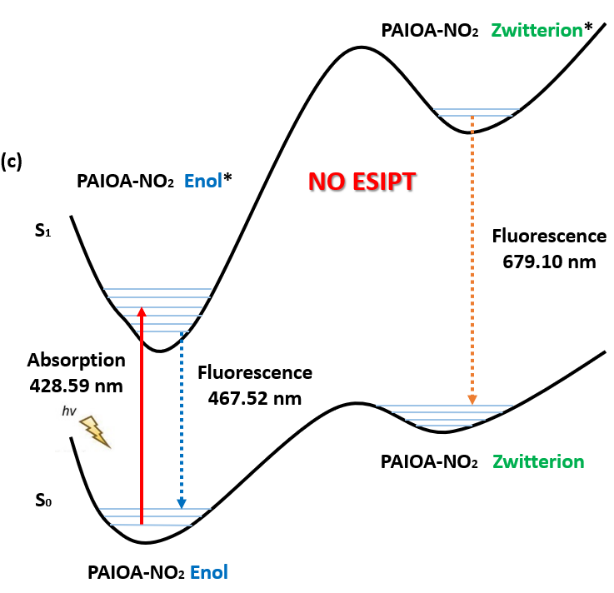 PAIOA-NO₂ Zwitterion*
(c)
PAIOA-NO₂ Enol*
NO ESIPT
S₁
Fluorescence
679.10 nm
Absorption
428.59 nm
Fluorescence
467.52 nm
hv
PAIOA-NO₂ Zwitterion
S₀
PAIOA-NO₂ Enol